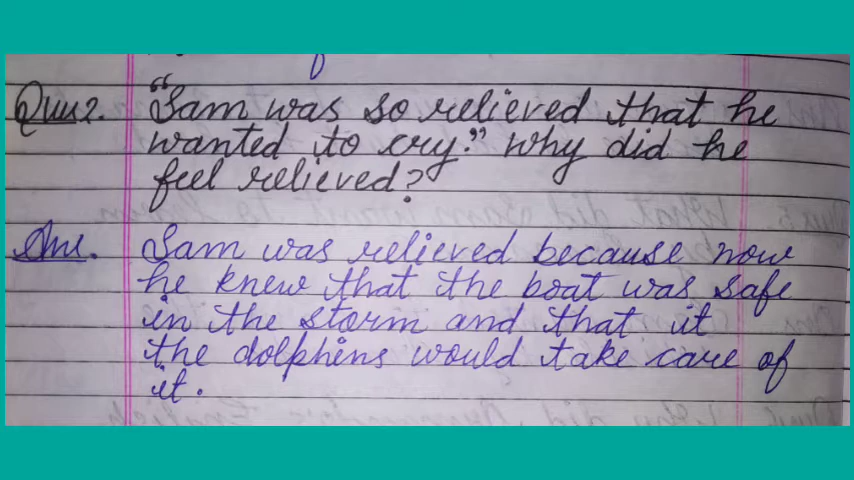 Ques2. "Sam was so relieved that he
wanted to cry." Why did he
feel relieved?
Ans. Sam was relieved because now
he knew that the boat was safe
in the storm and that it
the dolphins would take care of
it.